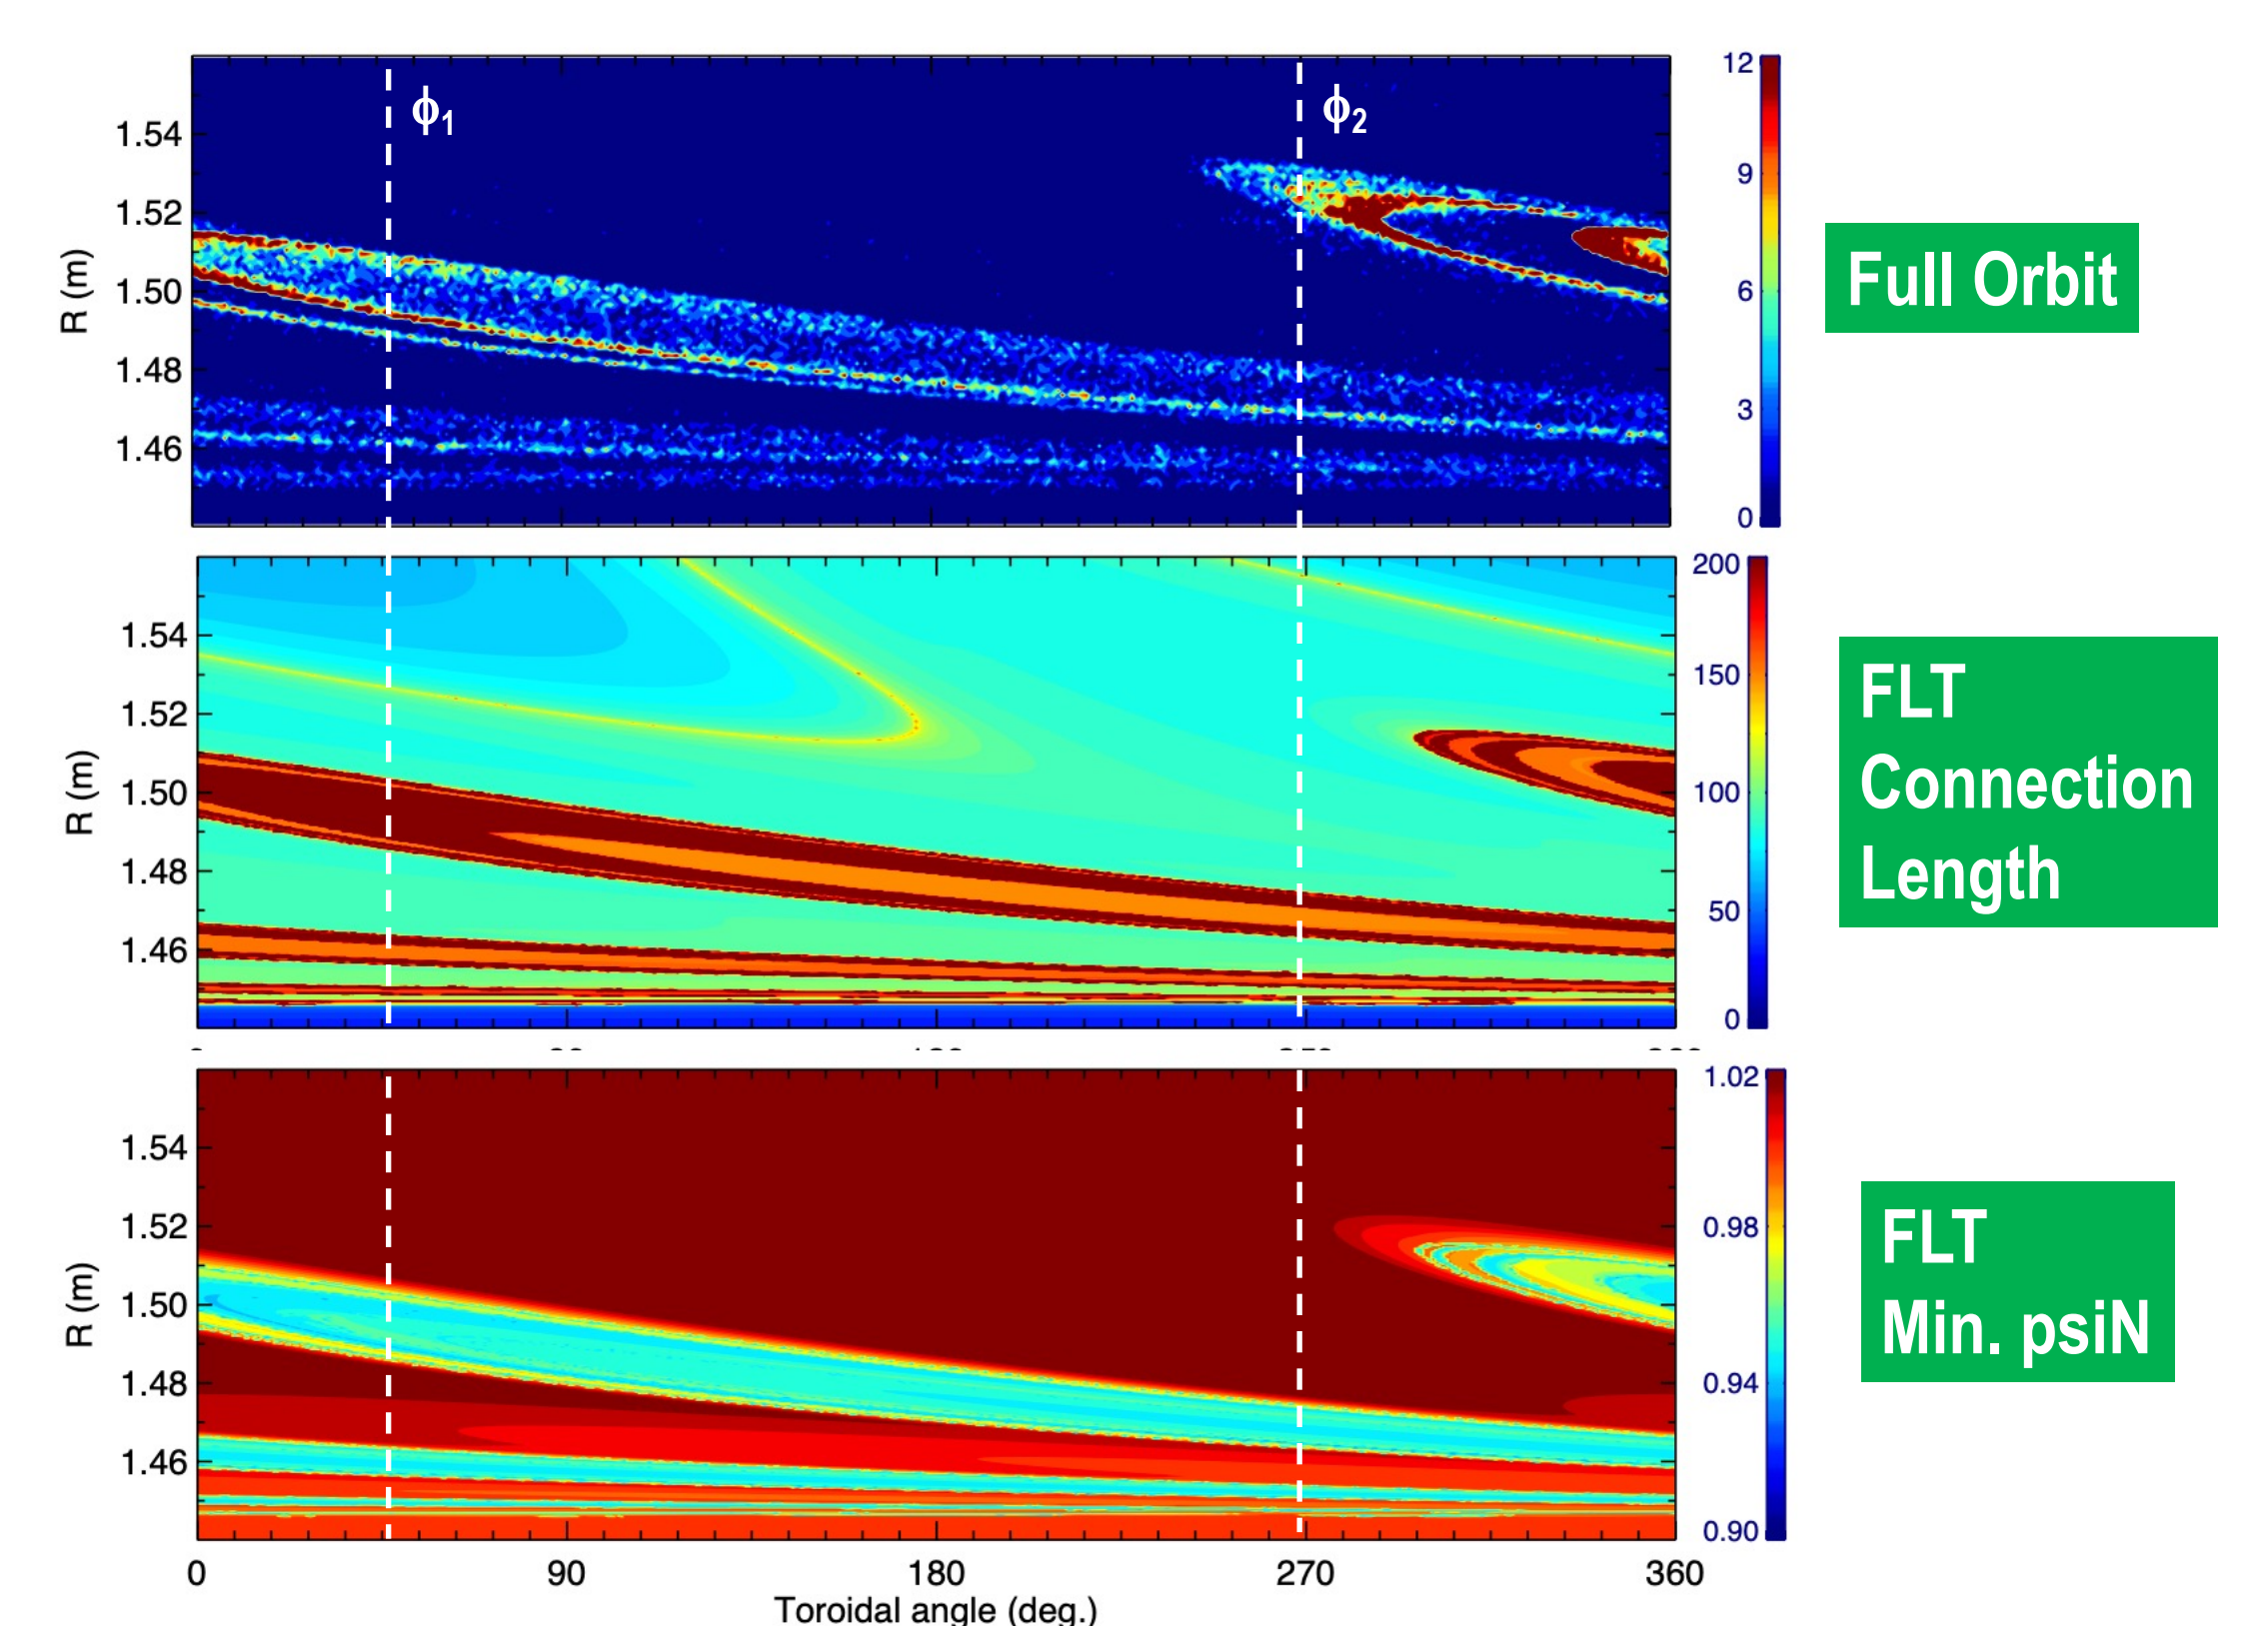 12
1.54
ϕ1
ϕ2
9
1.52
1.50
6
Full Orbit
R (m)
1.48
3
1.46
0
200
1.54
150
FLT
1.52
Connection
1.50
100
R (m)
Length
1.48
50
1.46
0
1.02
1.54
1.52
0.98
FLT
1.50
R (m)
Min. psiN
1.48
0.94
1.46
0.90
0 90 180 270 360
Toroidal angle (deg.)